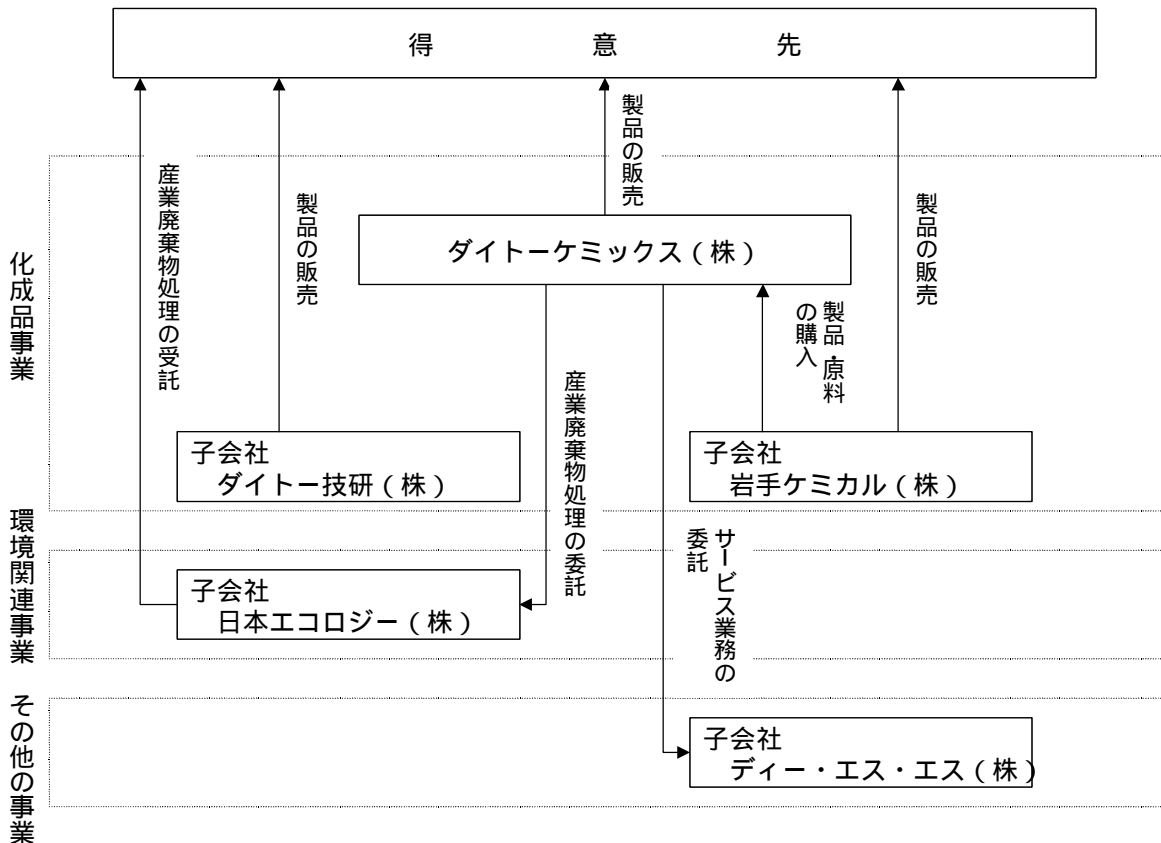 得意先
製品の販売
産業廃棄物処理の受託
製品の販売
製品の販売
化成品事業
ダイトーケミックス（株）
製品・原料
の購入
産業廃棄物処理の委託
子会社
ダイトー技研（株）
子会社
岩手ケミカル（株）
環境関連事業
サービス業務の
委託
子会社
日本エコロジー（株）
その他の事業
子会社
ディー・エス・エス（株）